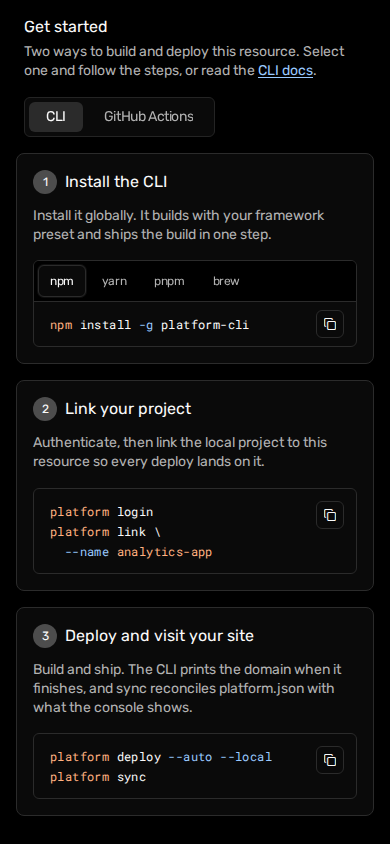 Get started
Two ways to build and deploy this resource. Select
one and follow the steps, or read the CLI docs.
CLI GitHub Actions
1 Install the CLI
Install it globally. It builds with your framework
preset and ships the build in one step.
npm yarn pnpm brew
npm install -g platform-cli
2 Link your project
Authenticate, then link the local project to this
resource so every deploy lands on it.
platform login
platform link \
--name analytics-app
3 Deploy and visit your site
Build and ship. The CLI prints the domain when it
finishes, and sync reconciles platform.json with
what the console shows.
platform deploy --auto --local
platform sync